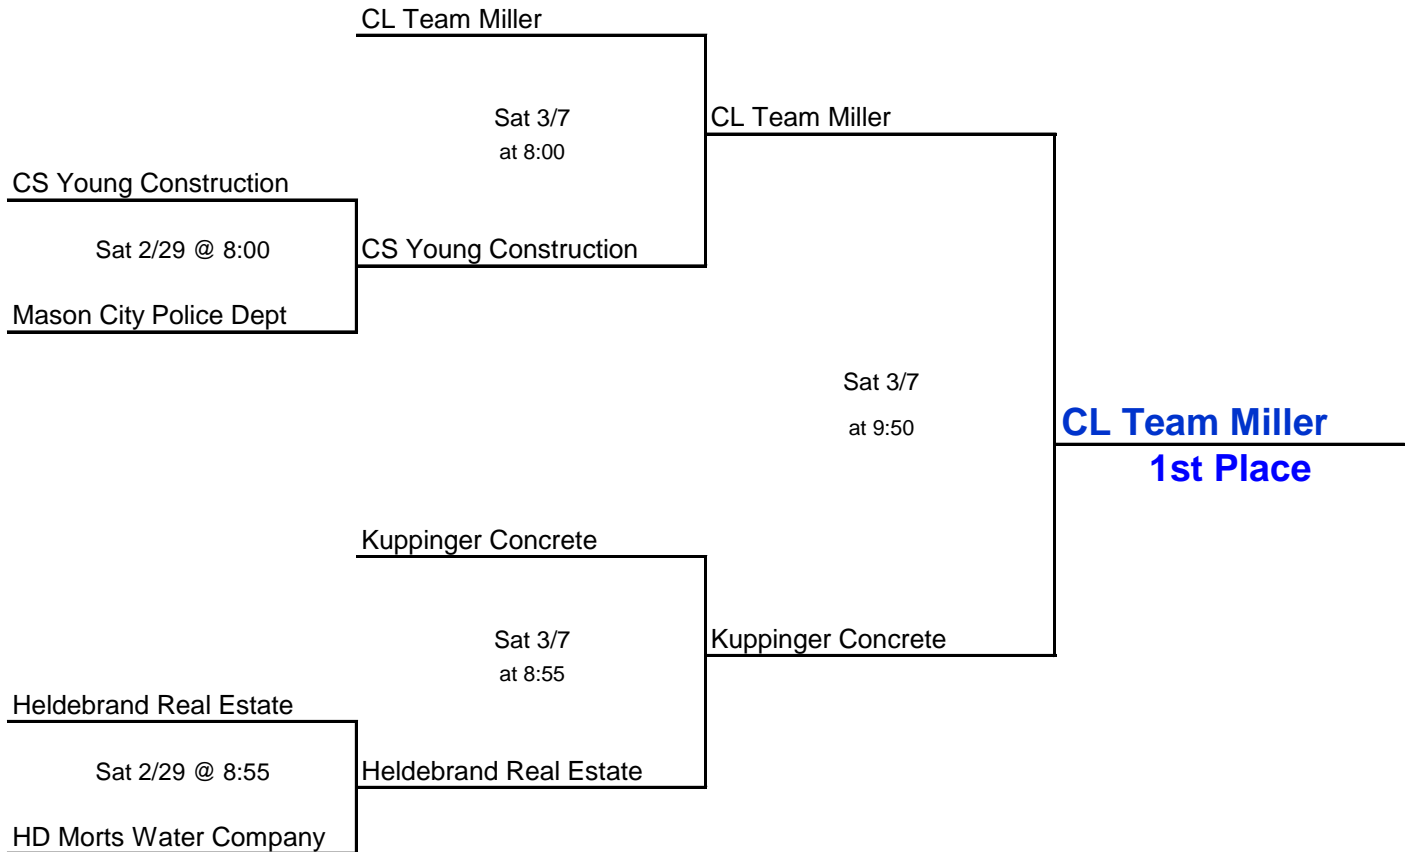 CL Team Miller
Sat 3/7
at 8:00
CL Team Miller
CS Young Construction
Sat 2/29 @ 8:00
CS Young Construction
Mason City Police Dept
Sat 3/7
at 9:50
CL Team Miller
1st Place
Kuppinger Concrete
Sat 3/7
at 8:55
Kuppinger Concrete
Heldebrand Real Estate
Sat 2/29 @ 8:55
Heldebrand Real Estate
HD Morts Water Company